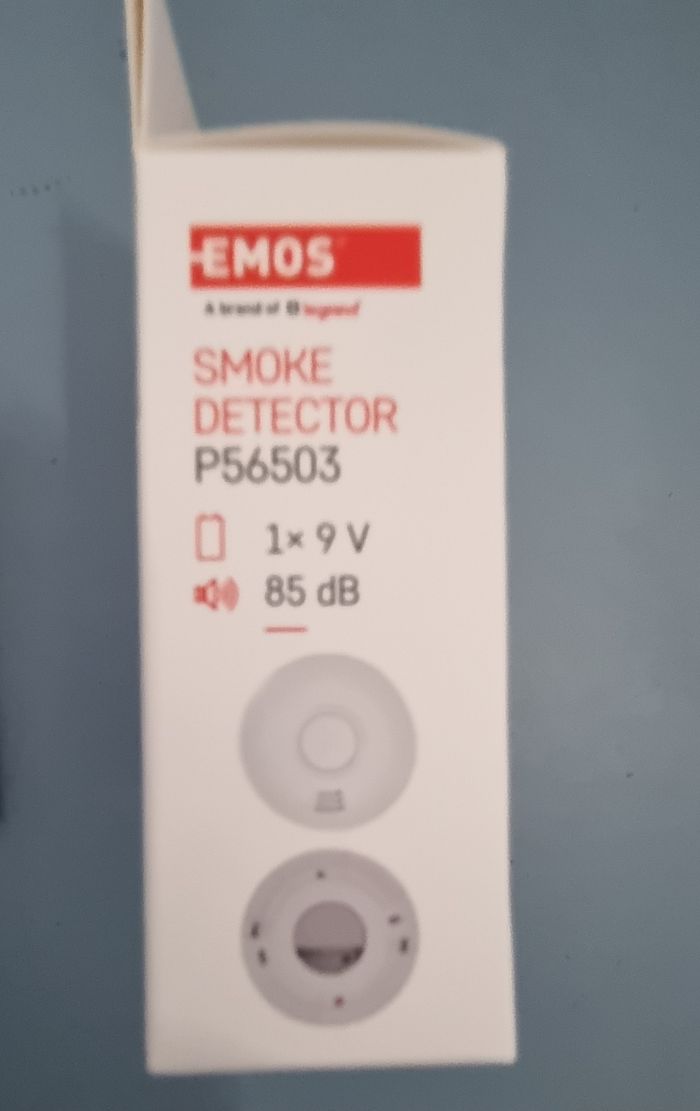 EMOS
A brand of legrand
SMOKE
DETECTOR
P56503
1× 9 V
85 dB